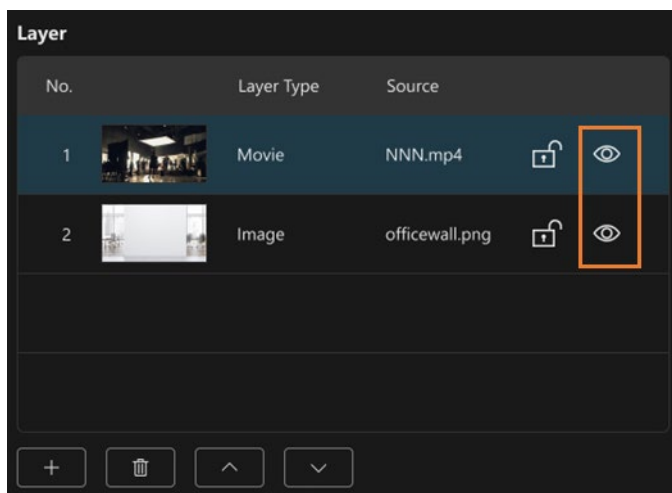 Layer
No. Layer Type Source
1 Movie NNN.mp4
2 Image officewall.png